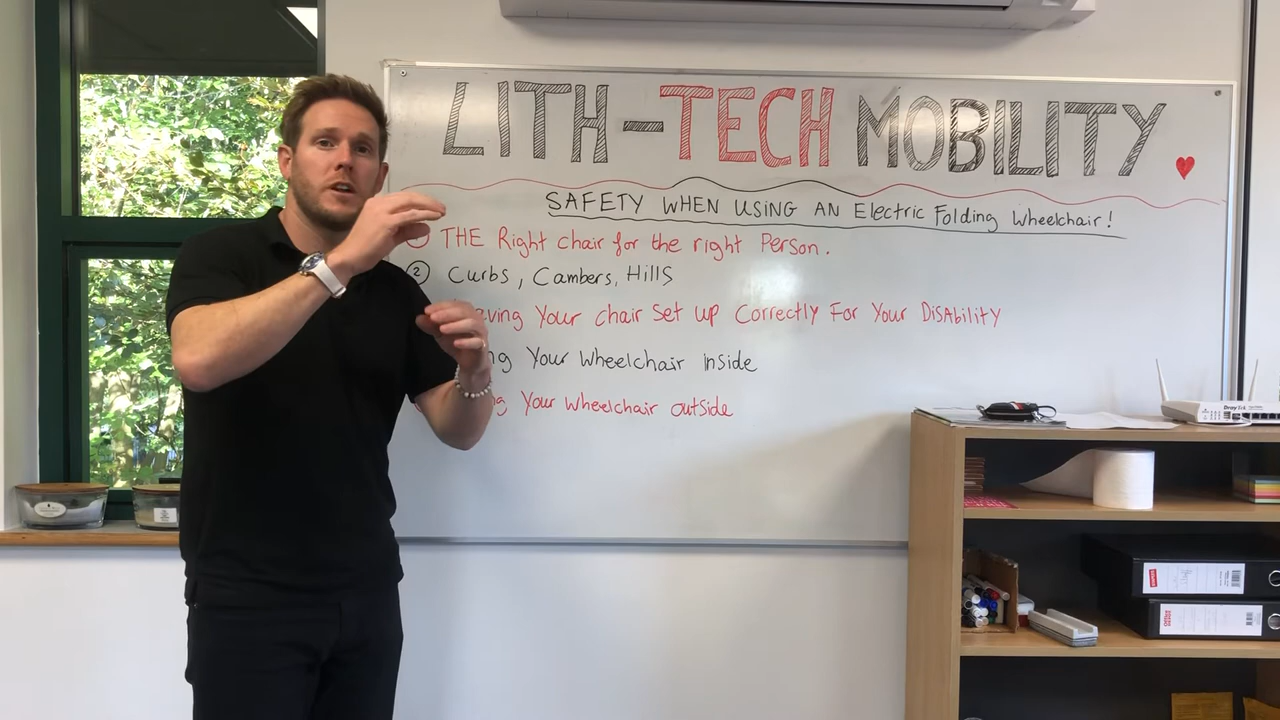 LITH-TECH MOBILITY.
SAFETY WHEN USING AN Electric Folding Wheelchair!
THE Right chair for the right Person.
② Curbs, Cambers, Hills
Your chair Set up Correctly For Your DisAbility
Your Wheelchair Inside
Your Wheelchair outside
DrayTek